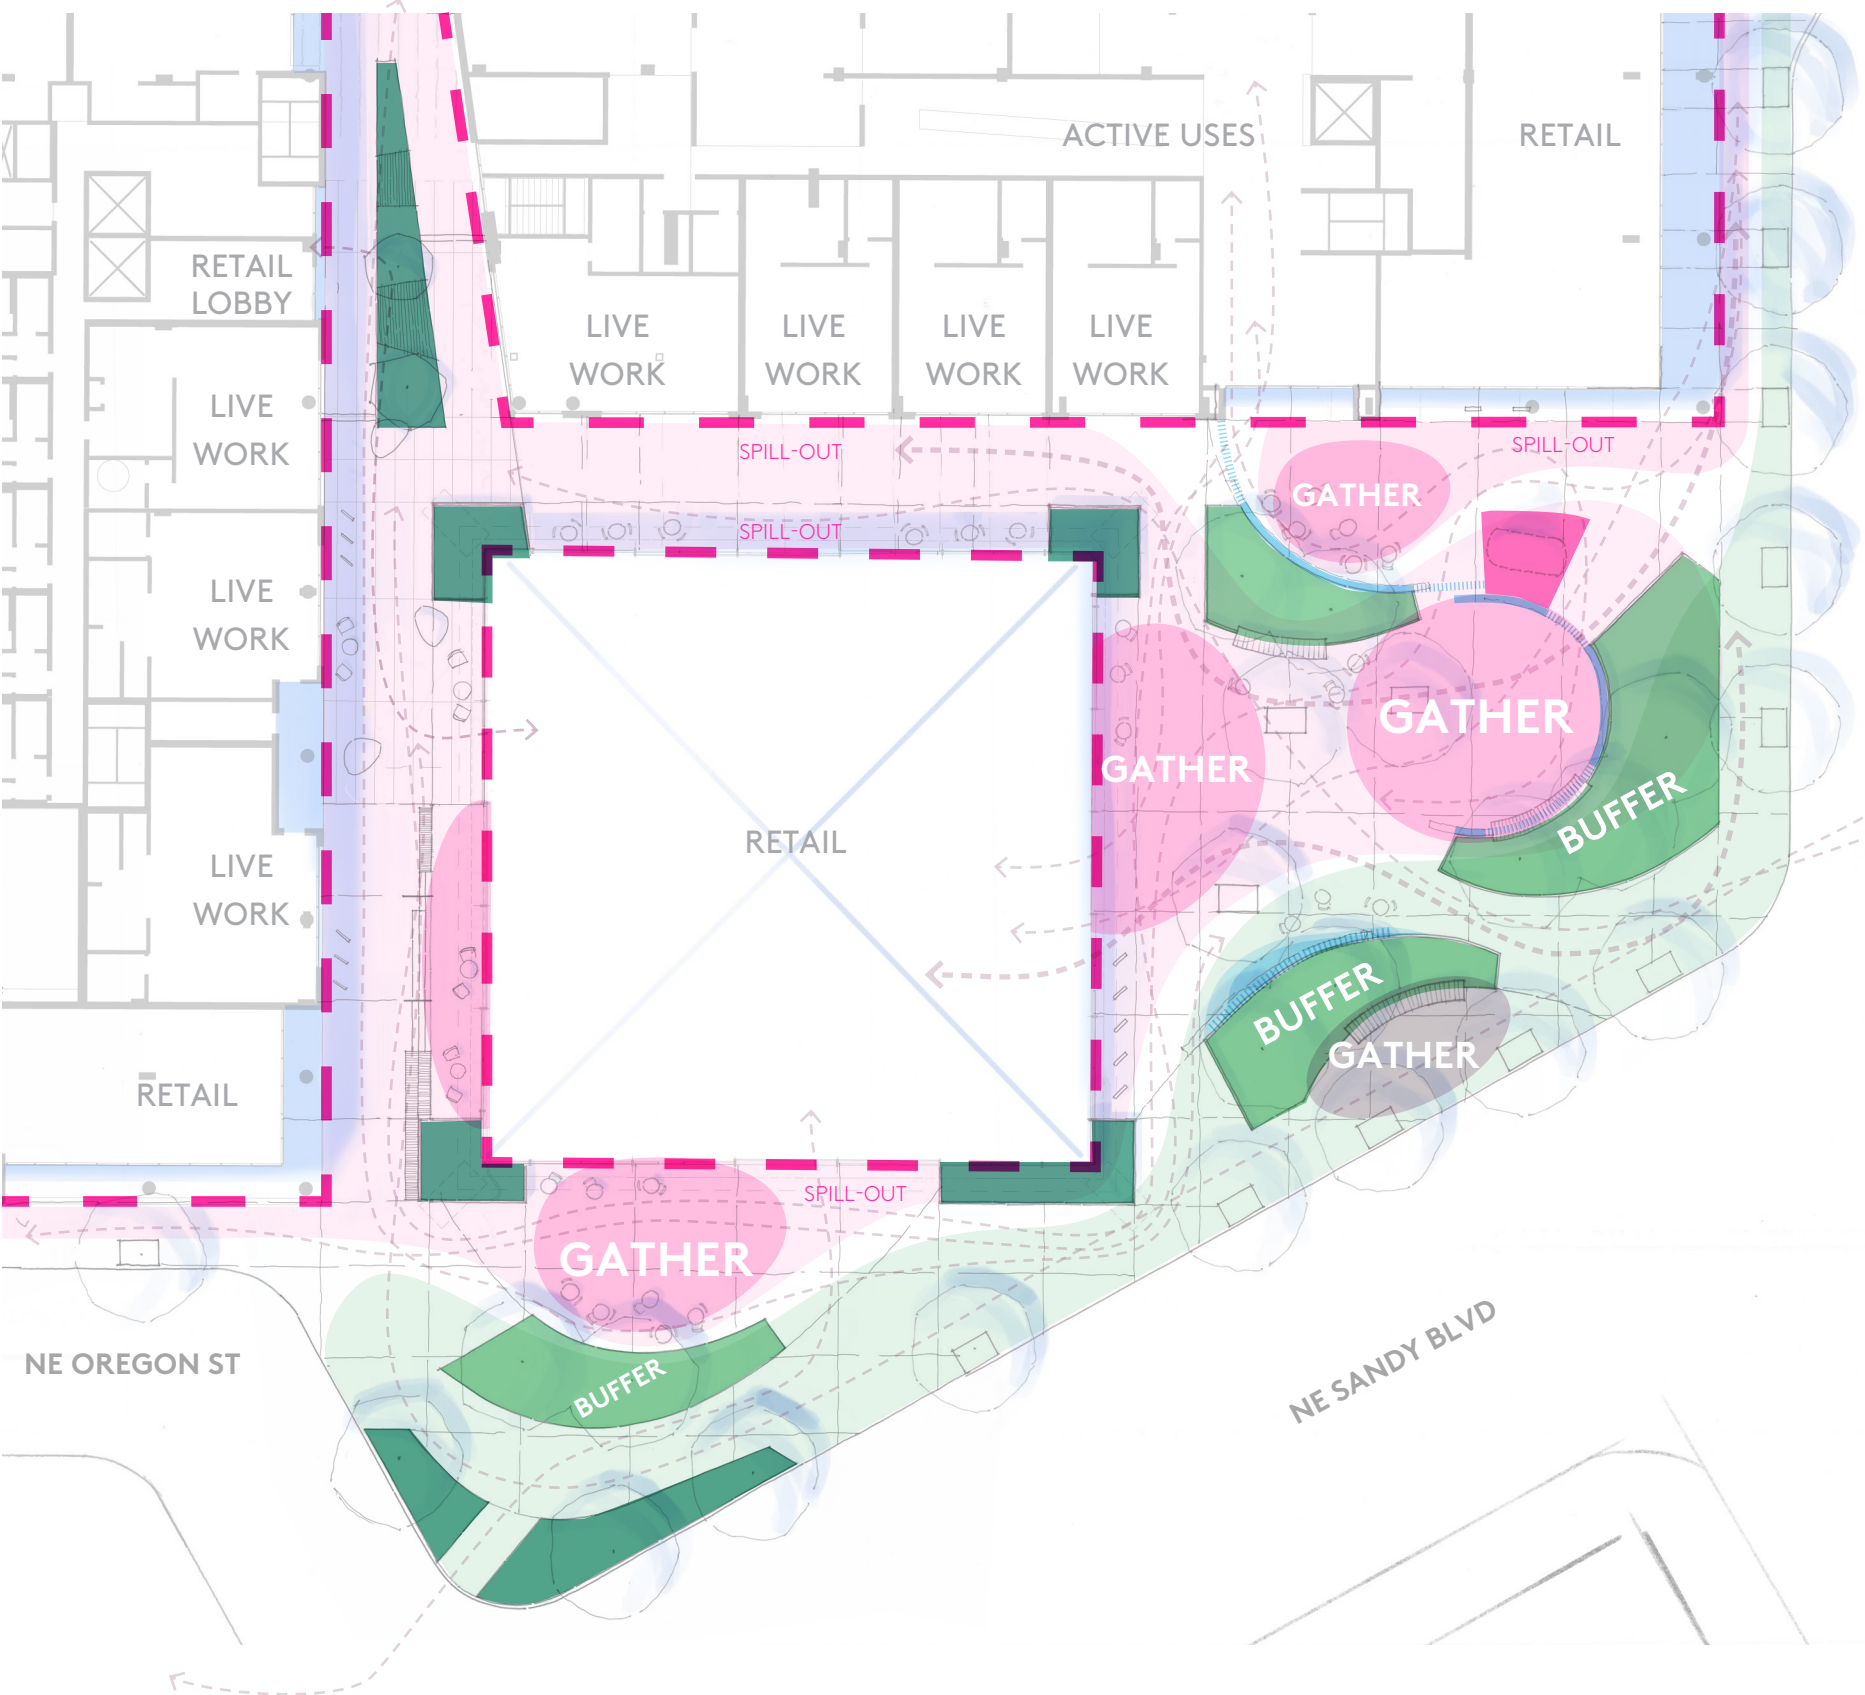 ACTIVE USES
RETAIL
RETAIL
LOBBY
LIVE
WORK
LIVE
WORK
LIVE
WORK
LIVE
WORK
LIVE
WORK
SPILL-OUT
SPILL-OUT
GATHER
SPILL-OUT
LIVE
WORK
GATHER
GATHER
BUFFER
RETAIL
LIVE
WORK
BUFFER
GATHER
RETAIL
SPILL-OUT
GATHER
BUFFER
NE OREGON ST
NE SANDY BLVD